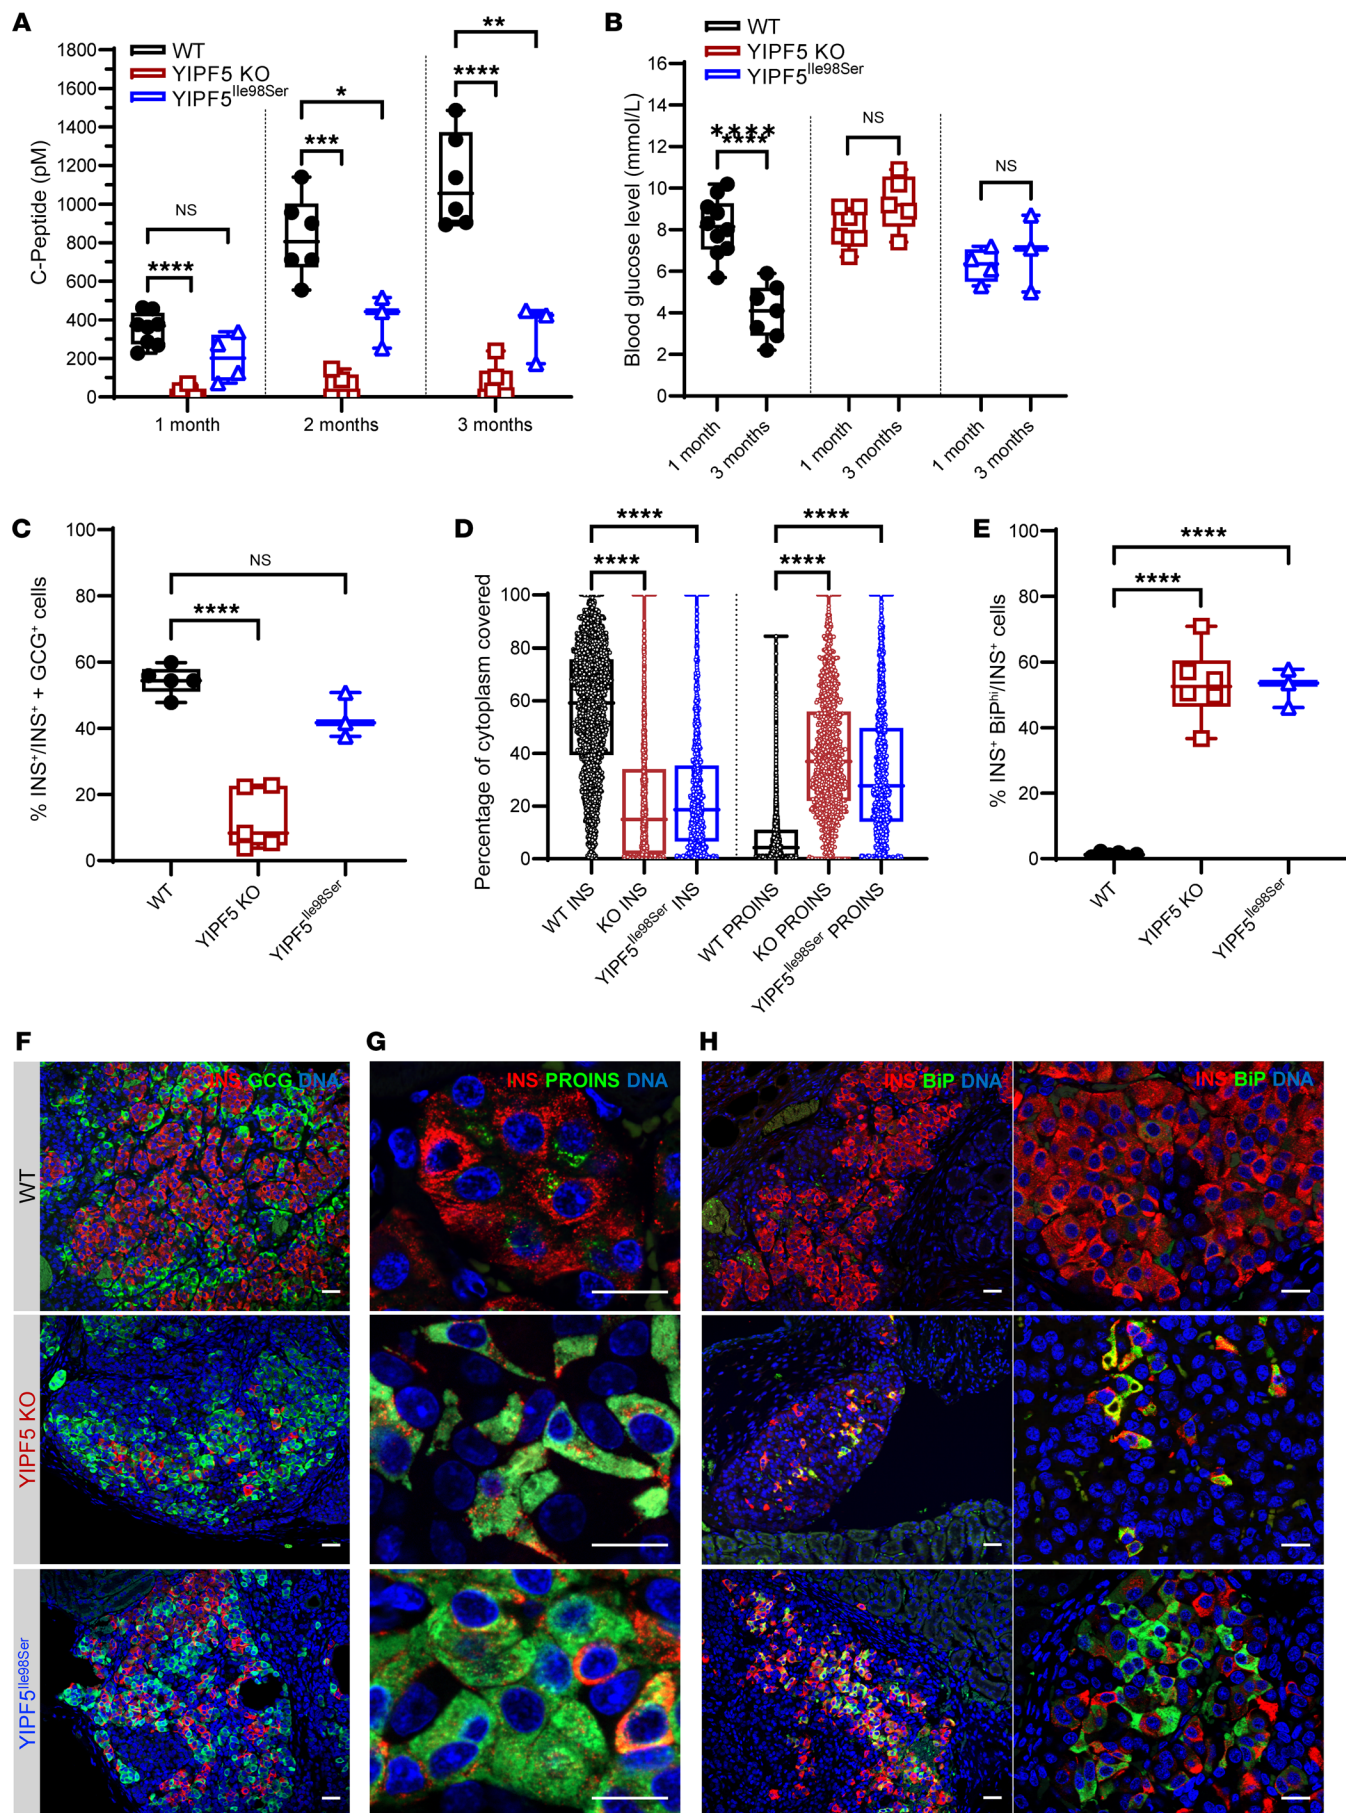 A
WT
YIPF5 KO
YIPF5Ile98Ser
C-Peptide (pM)
1800
1600
1400
1200
1000
800
600
400
200
0
NS
****
***
*
****
**
1 month
2 months
3 months
B
WT
YIPF5 KO
YIPF5Ile98Ser
Blood glucose level (mmol/L)
16
14
12
10
8
6
4
2
0
****
****
NS
NS
1 month
3 months
1 month
3 months
1 month
3 months
C
% INS+/INS+ + GCG+ cells
100
80
60
40
20
0
NS
****
WT
YIPF5 KO
YIPF5Ile98Ser
D
Percentage of cytoplasm covered
100
80
60
40
20
0
****
****
****
****
WT INS
KO INS
YIPF5Ile98Ser INS
WT PROINS
KO PROINS
YIPF5Ile98Ser PROINS
E
% INS+ BiPhi/INS+ cells
100
80
60
40
20
0
****
****
WT
YIPF5 KO
YIPF5Ile98Ser
F
G
H
INS GCG DNA
INS PROINS DNA
INS BiP DNA
INS BiP DNA
WT
YIPF5 KO
YIPF5Ile98Ser